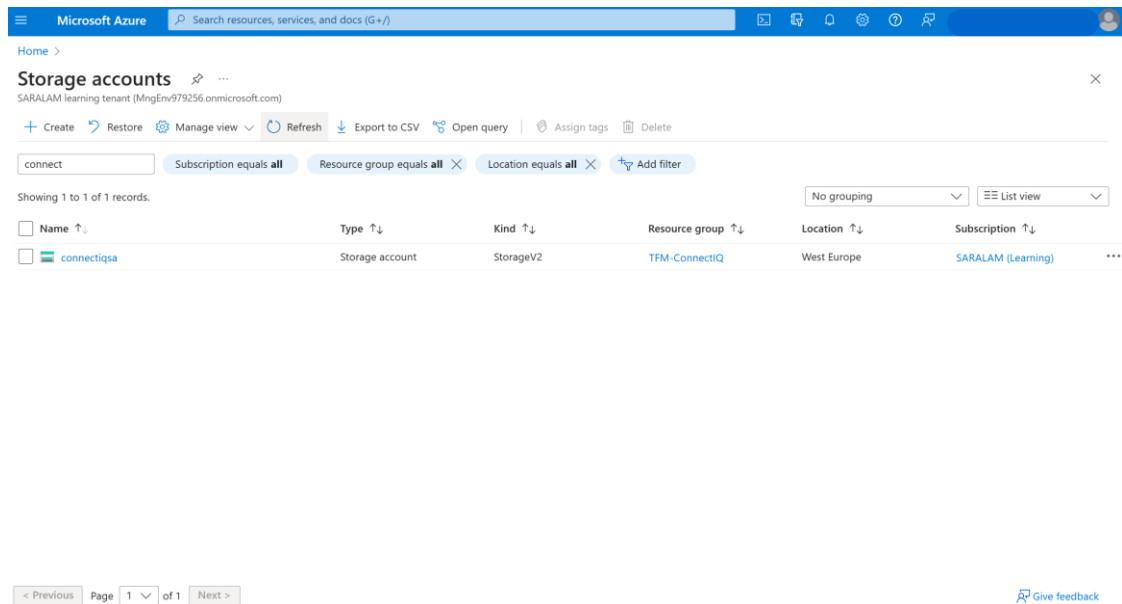 Microsoft Azure Search resources, services, and docs (G+/)
Home >
Storage accounts ...
SARALAM learning tenant (MngEnv979256.onmicrosoft.com)
+ Create Restore Manage view Refresh Export to CSV Open query Assign tags Delete
connect Subscription equals all Resource group equals all Location equals all Add filter
Showing 1 to 1 of 1 records. No grouping List view
Name Type Kind Resource group Location Subscription
connectiqsa Storage account StorageV2 TFM-ConnectIQ West Europe SARALAM (Learning) ...
< Previous Page 1 of 1 Next > Give feedback